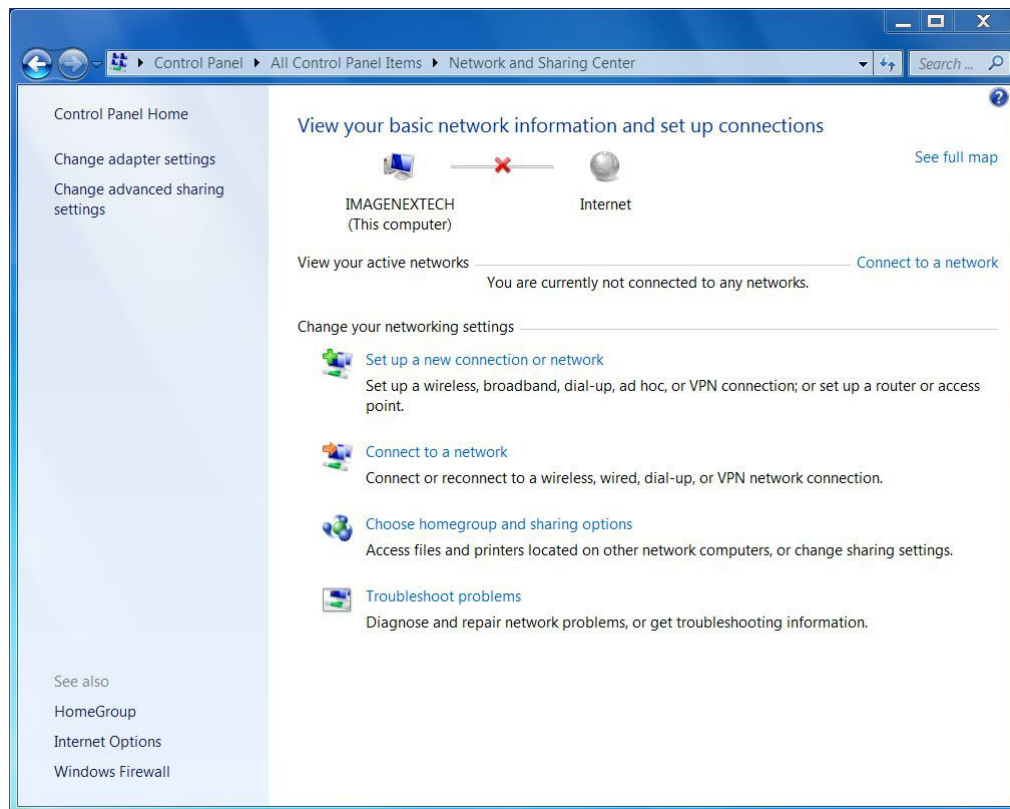 Control Panel ▸ All Control Panel Items ▸ Network and Sharing Center
Search ...
Control Panel Home
Change adapter settings
Change advanced sharing
settings
View your basic network information and set up connections
See full map
IMAGENEXTECH
(This computer)
Internet
View your active networks
Connect to a network
You are currently not connected to any networks.
Change your networking settings
Set up a new connection or network
Set up a wireless, broadband, dial-up, ad hoc, or VPN connection; or set up a router or access
point.
Connect to a network
Connect or reconnect to a wireless, wired, dial-up, or VPN network connection.
Choose homegroup and sharing options
Access files and printers located on other network computers, or change sharing settings.
Troubleshoot problems
Diagnose and repair network problems, or get troubleshooting information.
See also
HomeGroup
Internet Options
Windows Firewall